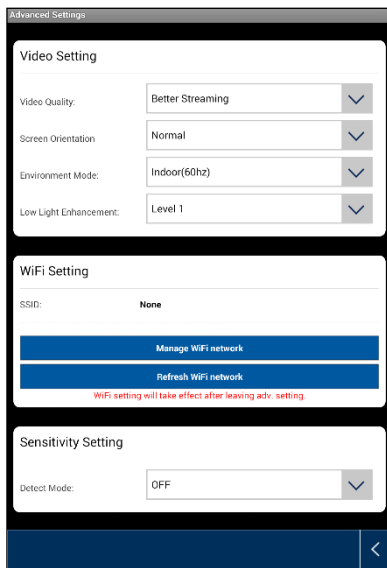 Advanced Settings
Video Setting
Video Quality: Better Streaming
Screen Orientation Normal
Environment Mode: Indoor(60hz)
Low Light Enhancement: Level 1
WiFi Setting
SSID: None
Manage WiFi network
Refresh WiFi network
WiFi setting will take effect after leaving adv. setting.
Sensitivity Setting
Detect Mode: OFF